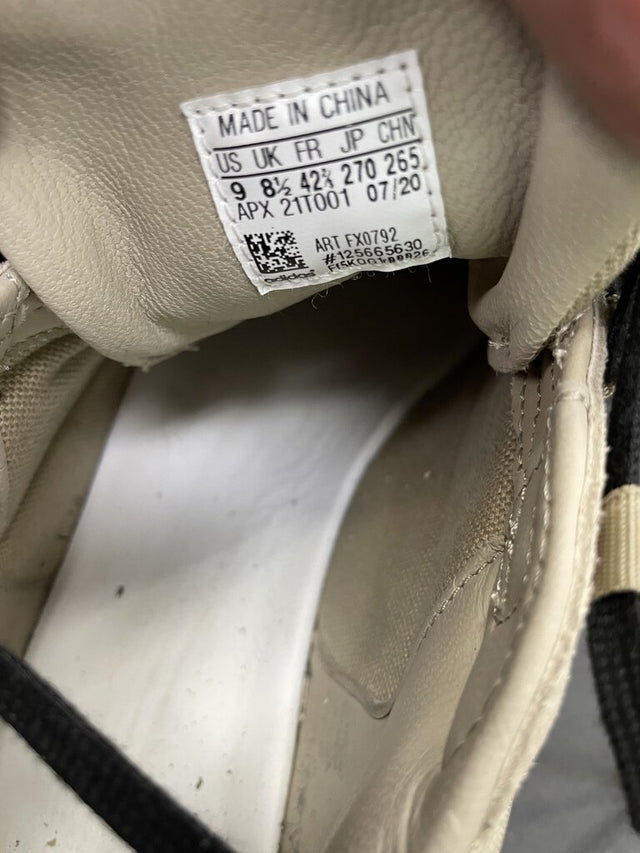 MADE IN CHINA
US UK FR JP CHN
9 8½ 42⅔ 270 265
APX 21T001 07/20
ART FX0792
#125665630
adidas